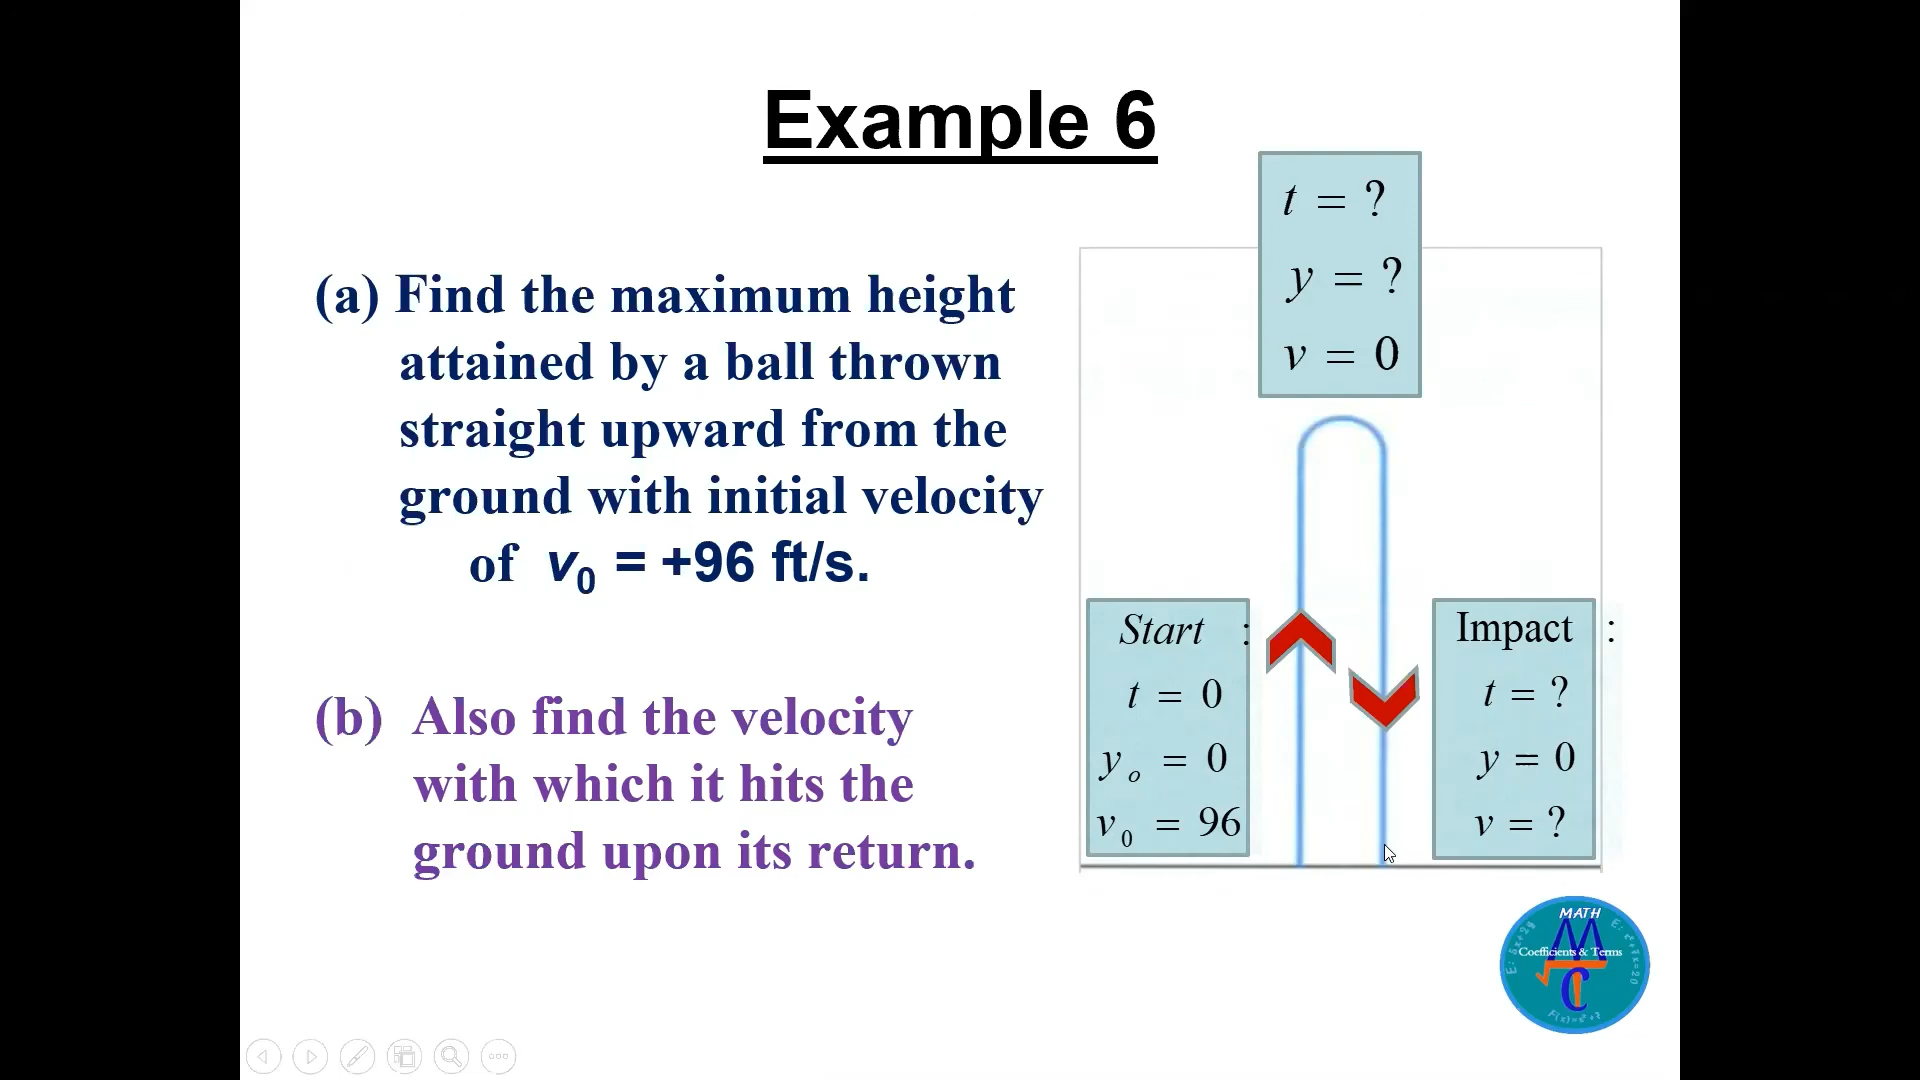 Example 6
(a) Find the maximum height
attained by a ball thrown
straight upward from the
ground with initial velocity
of v0 = +96 ft/s.
(b) Also find the velocity
with which it hits the
ground upon its return.
t = ?
y = ?
v = 0
Start :
t = 0
yo = 0
v0 = 96
Impact :
t = ?
y = 0
v = ?
MATH
Coefficients & Terms